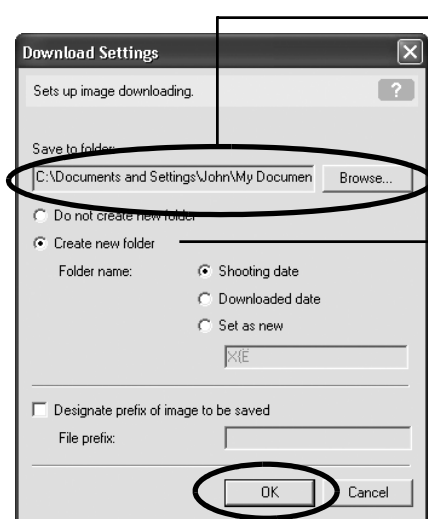 Download Settings
Sets up image downloading.
?
Save to folder:
C:\Documents and Settings\John\My Documen Browse...
Do not create new folder
Create new folder
Folder name: Shooting date
Downloaded date
Set as new
X{E
Designate prefix of image to be saved
File prefix:
OK Cancel